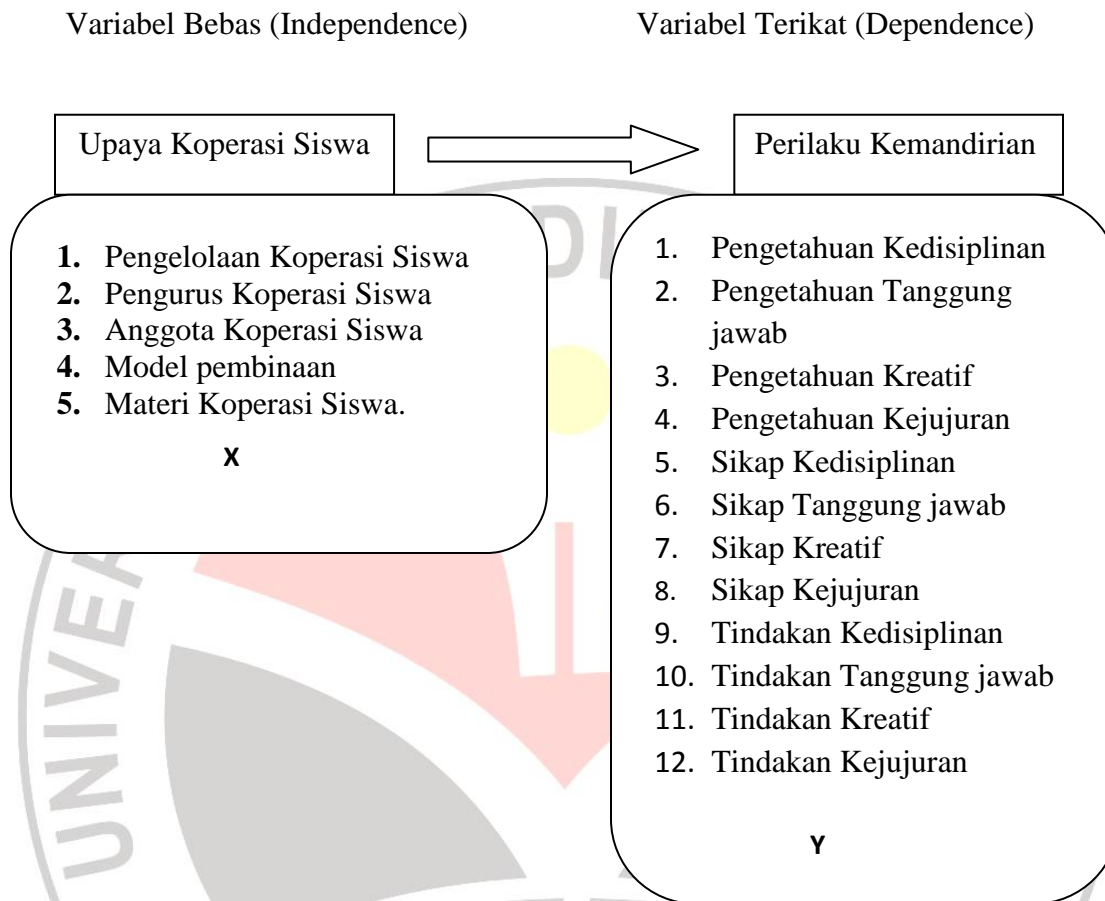 Variabel Bebas (Independence)
Variabel Terikat (Dependence)
Upaya Koperasi Siswa
Perilaku Kemandirian
1. Pengelolaan Koperasi Siswa
2. Pengurus Koperasi Siswa
3. Anggota Koperasi Siswa
4. Model pembinaan
5. Materi Koperasi Siswa.
X
1. Pengetahuan Kedisiplinan
2. Pengetahuan Tanggung
jawab
3. Pengetahuan Kreatif
4. Pengetahuan Kejujuran
5. Sikap Kedisiplinan
6. Sikap Tanggung jawab
7. Sikap Kreatif
8. Sikap Kejujuran
9. Tindakan Kedisiplinan
10. Tindakan Tanggung jawab
11. Tindakan Kreatif
12. Tindakan Kejujuran
Y